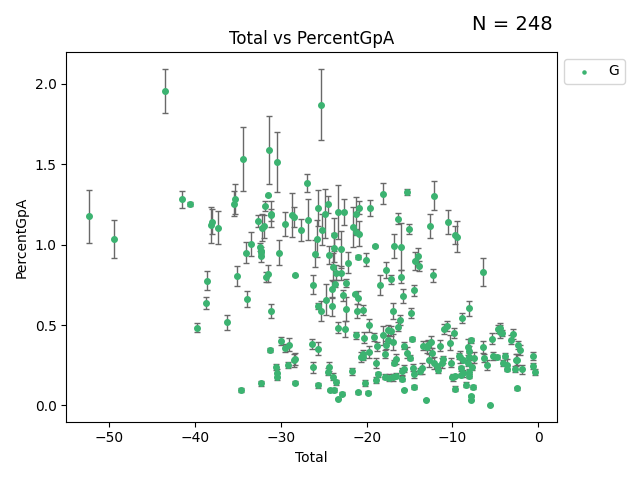 N = 248
Total vs PercentGpA
G
PercentGpA
2.0
1.5
1.0
0.5
0.0
−50 −40 −30 −20 −10 0
Total